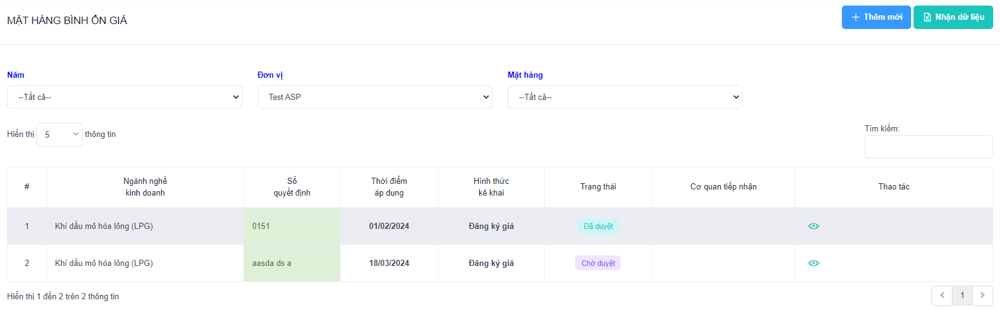 MẶT HÀNG BÌNH ỔN GIÁ
Thêm mới
Nhận dữ liệu
Năm
Đơn vị
Mặt hàng
--Tất cả--
Test ASP
--Tất cả--
Hiển thị 5 thông tin
Tìm kiếm:
#
Ngành nghề
kinh doanh
Số
quyết định
Thời điểm
áp dụng
Hình thức
kê khai
Trạng thái
Cơ quan tiếp nhận
Thao tác
1 Khí dầu mỏ hóa lỏng (LPG) 0151 01/02/2024 Đăng ký giá Đã duyệt
2 Khí dầu mỏ hóa lỏng (LPG) aasda ds a 18/03/2024 Đăng ký giá Chờ duyệt
Hiển thị 1 đến 2 trên 2 thông tin
1